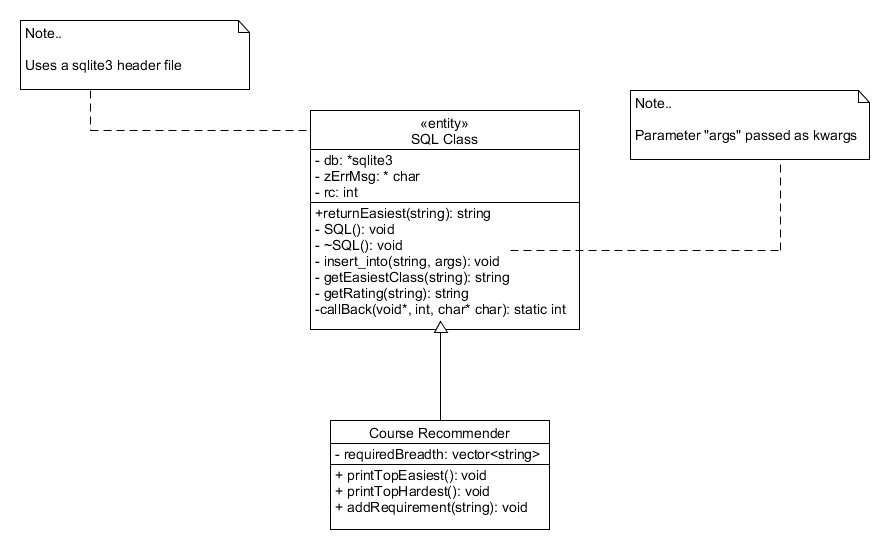 Note..
Uses a sqlite3 header file
Note..
Parameter "args" passed as kwargs
«entity»
SQL Class
- db: *sqlite3
- zErrMsg: * char
- rc: int
+returnEasiest(string): string
- SQL(): void
- ~SQL(): void
- insert_into(string, args): void
- getEasiestClass(string): string
- getRating(string): string
-callBack(void*, int, char* char): static int
Course Recommender
- requiredBreadth: vector<string>
+ printTopEasiest(): void
+ printTopHardest(): void
+ addRequirement(string): void